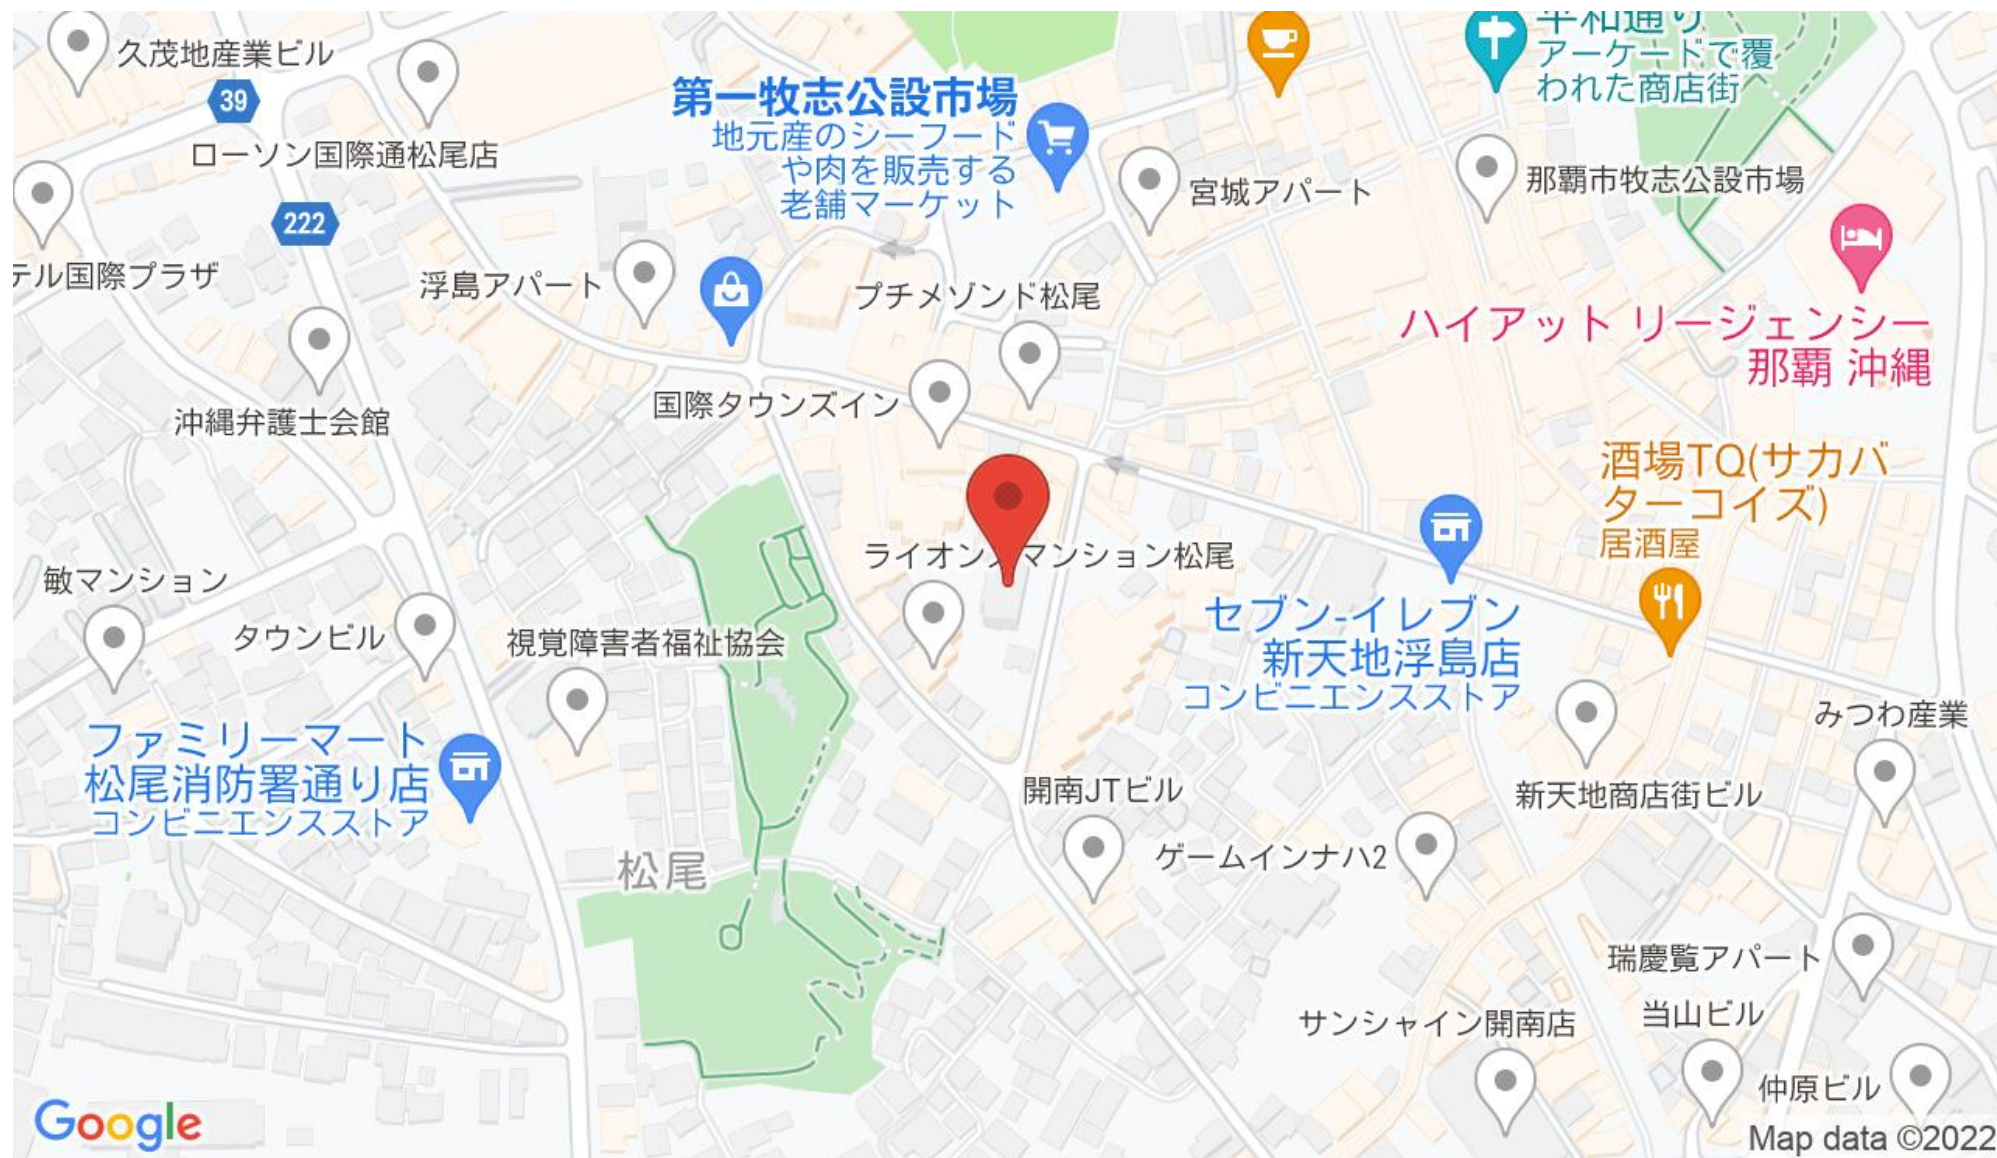 久茂地産業ビル
39
ローソン国際通松尾店
第一牧志公設市場
地元産のシーフード
や肉を販売する
老舗マーケット
平和通り
アーケードで覆
われた商店街
宮城アパート
那覇市牧志公設市場
222
テル国際プラザ
浮島アパート
プチメゾンド松尾
ハイアット リージェンシー
那覇 沖縄
沖縄弁護士会館
国際タウンズイン
酒場TQ(サカバ
ターコイズ)
居酒屋
ライオンズマンション松尾
敏マンション
タウンビル
視覚障害者福祉協会
セブン-イレブン
新天地浮島店
コンビニエンスストア
ファミリーマート
松尾消防署通り店
コンビニエンスストア
みつわ産業
開南JTビル
新天地商店街ビル
ゲームインナハ2
松尾
瑞慶覧アパート
サンシャイン開南店
当山ビル
仲原ビル
Google
Map data ©2022